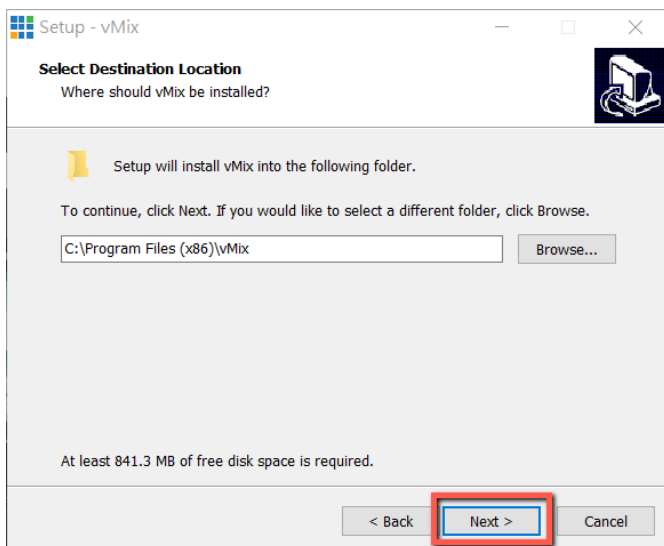 Setup - vMix
Select Destination Location
Where should vMix be installed?
Setup will install vMix into the following folder.
To continue, click Next. If you would like to select a different folder, click Browse.
C:\Program Files (x86)\vMix
Browse...
At least 841.3 MB of free disk space is required.
< Back
Next >
Cancel